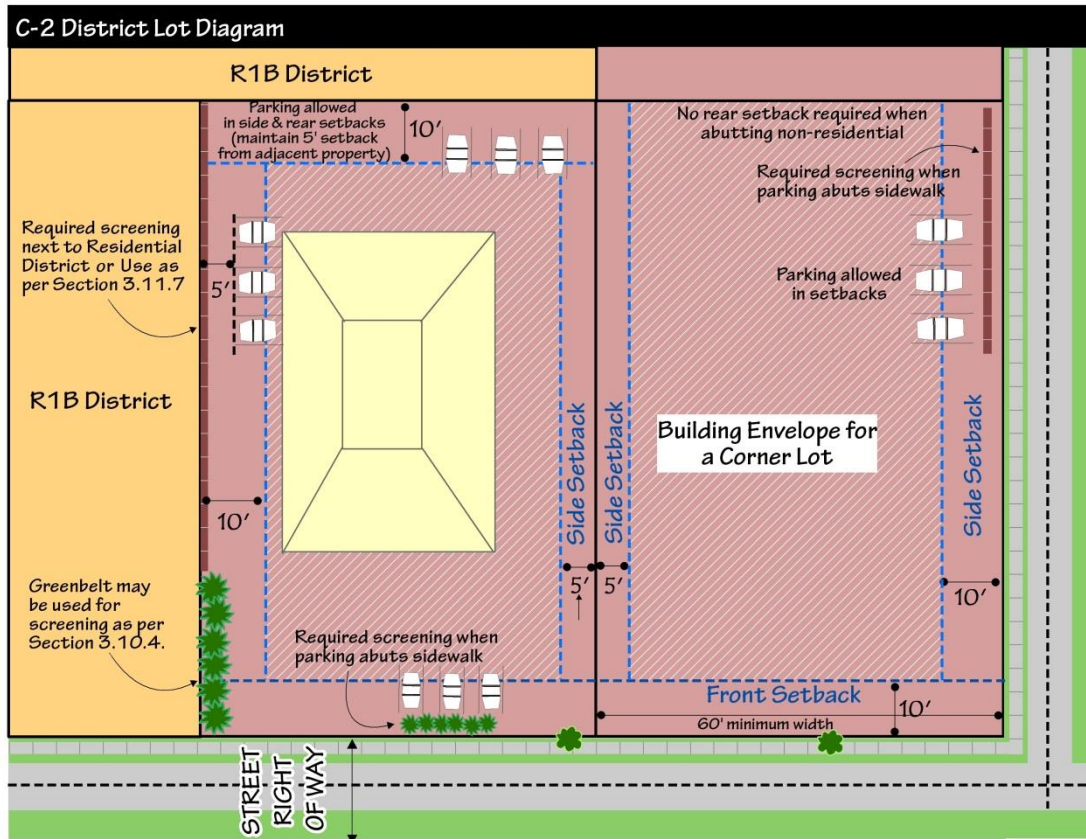 C-2 District Lot Diagram
R1B District
Parking allowed
in side & rear setbacks
(maintain 5' setback
from adjacent property)
10'
No rear setback required when
abutting non-residential
Required screening when
parking abuts sidewalk
Required screening
next to Residential
District or Use as
per Section 3.11.7
5'
Parking allowed
in setbacks
R1B District
Building Envelope for
a Corner Lot
Side Setback
Side Setback
Side Setback
10'
5'
5'
10'
Greenbelt may
be used for
screening as per
Section 3.10.4.
Required screening when
parking abuts sidewalk
Front Setback
10'
60' minimum width
STREET
RIGHT
OF WAY